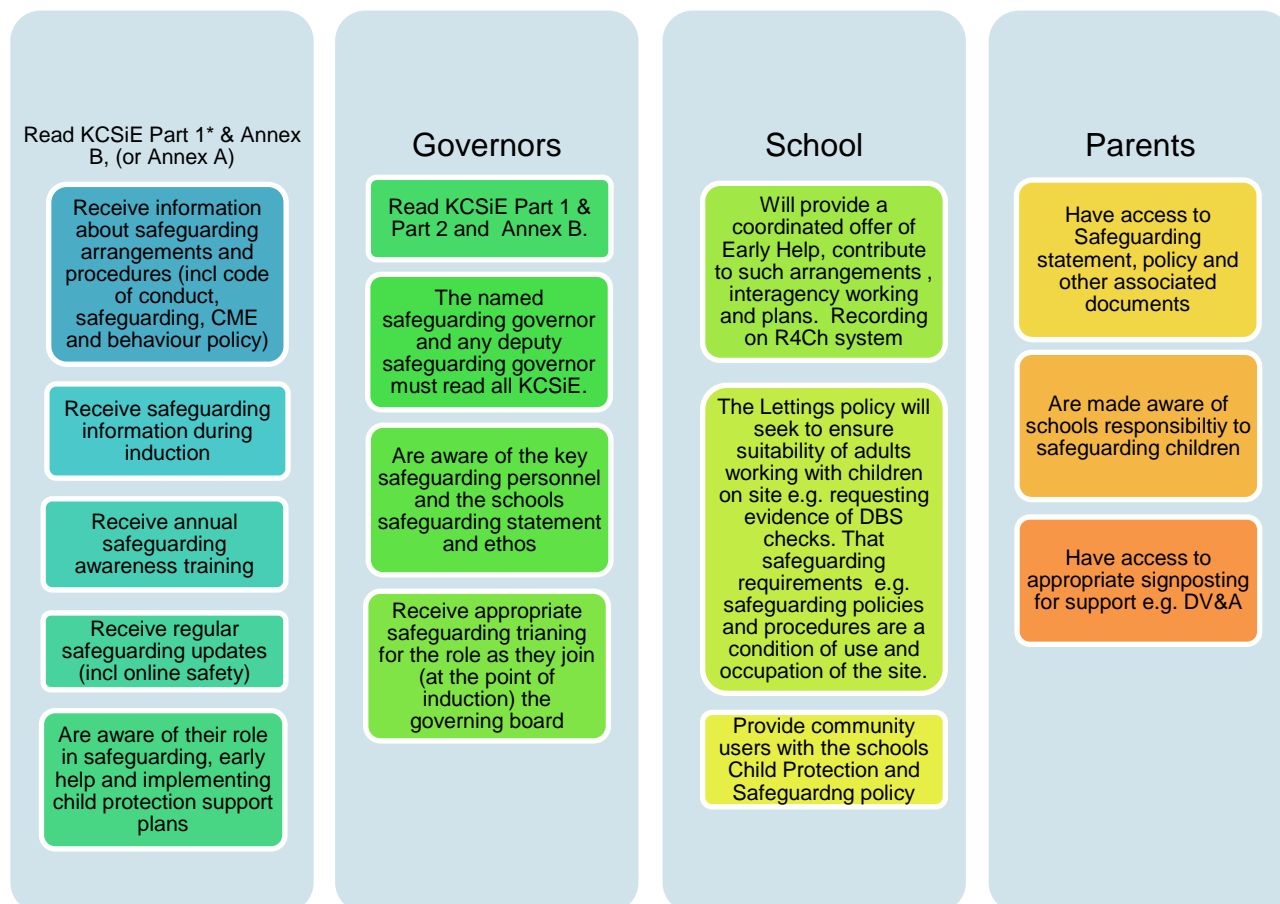 Read KCSiE Part 1* & Annex
B, (or Annex A)
Receive information
about safeguarding
arrangements and
procedures (incl code
of conduct,
safeguarding, CME
and behaviour policy)
Receive safeguarding
information during
induction
Receive annual
safeguarding
awareness training
Receive regular
safeguarding updates
(incl online safety)
Are aware of their role
in safeguarding, early
help and implementing
child protection support
plans
Governors
Read KCSiE Part 1 &
Part 2 and Annex B.
The named
safeguarding governor
and any deputy
safeguarding governor
must read all KCSiE.
Are aware of the key
safeguarding personnel
and the schools
safeguarding statement
and ethos
Receive appropriate
safeguarding trianing
for the role as they join
(at the point of
induction) the
governing board
School
Will provide a
coordinated offer of
Early Help, contribute
to such arrangements ,
interagency working
and plans. Recording
on R4Ch system
The Lettings policy will
seek to ensure
suitability of adults
working with children
on site e.g. requesting
evidence of DBS
checks. That
safeguarding
requirements e.g.
safeguarding policies
and procedures are a
condition of use and
occupation of the site.
Provide community
users with the schools
Child Protection and
Safeguardng policy
Parents
Have access to
Safeguarding
statement, policy and
other associated
documents
Are made aware of
schools responsibiltiy to
safeguarding children
Have access to
appropriate signposting
for support e.g. DV&A